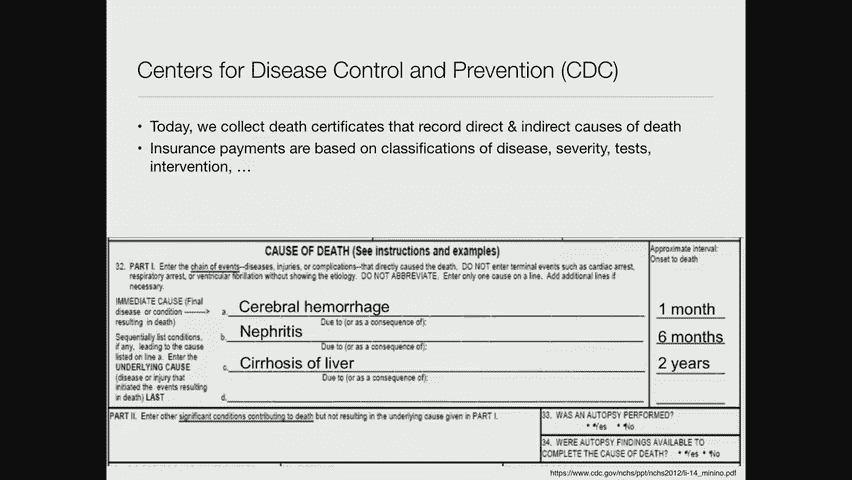 Centers for Disease Control and Prevention (CDC)
• Today, we collect death certificates that record direct & indirect causes of death
• Insurance payments are based on classifications of disease, severity, tests,
intervention, …
CAUSE OF DEATH (See instructions and examples)
Approximate interval:
Onset to death
32. PART I. Enter the chain of events--diseases, injuries, or complications--that directly caused the death. DO NOT enter terminal events such as cardiac arrest,
respiratory arrest, or ventricular fibrillation without showing the etiology. DO NOT ABBREVIATE. Enter only one cause on a line. Add additional lines if
necessary.
IMMEDIATE CAUSE (Final
disease or condition --------->
resulting in death)
a. Cerebral hemorrhage
1 month
Due to (or as a consequence of):
Sequentially list conditions,
if any, leading to the cause
listed on line a. Enter the
UNDERLYING CAUSE
(disease or injury that
initiated the events resulting
in death) LAST
b. Nephritis
6 months
Due to (or as a consequence of):
c. Cirrhosis of liver
2 years
Due to (or as a consequence of):
d.
PART II. Enter other significant conditions contributing to death but not resulting in the underlying cause given in PART I.
33. WAS AN AUTOPSY PERFORMED?
Yes No
34. WERE AUTOPSY FINDINGS AVAILABLE TO
COMPLETE THE CAUSE OF DEATH? Yes No
https://www.cdc.gov/nchs/ppt/nchs2012/li-14_minino.pdf